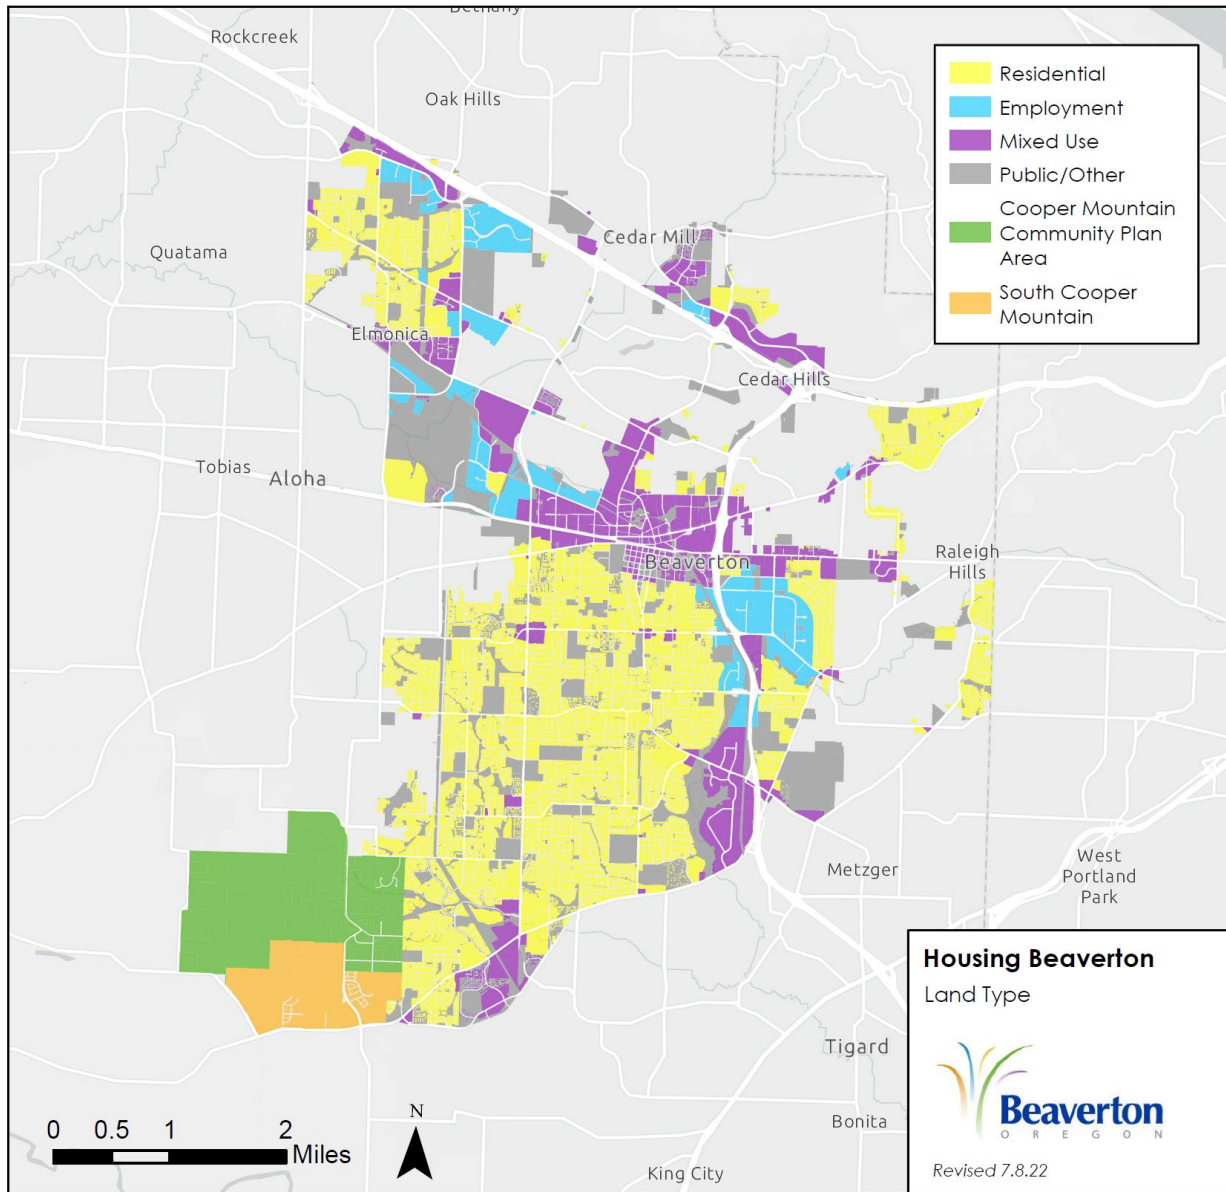 Bethany
Rockcreek
Oak Hills
Residential
Employment
Mixed Use
Public/Other
Cooper Mountain
Community Plan
Area
South Cooper
Mountain
Quatama
Cedar Mill
Elmonica
Cedar Hills
Tobias
Aloha
Beaverton
Raleigh
Hills
Metzger
West
Portland
Park
Tigard
Bonita
King City
Housing Beaverton
Land Type
Beaverton
OREGON
Revised 7.8.22
N
0 0.5 1 2
Miles